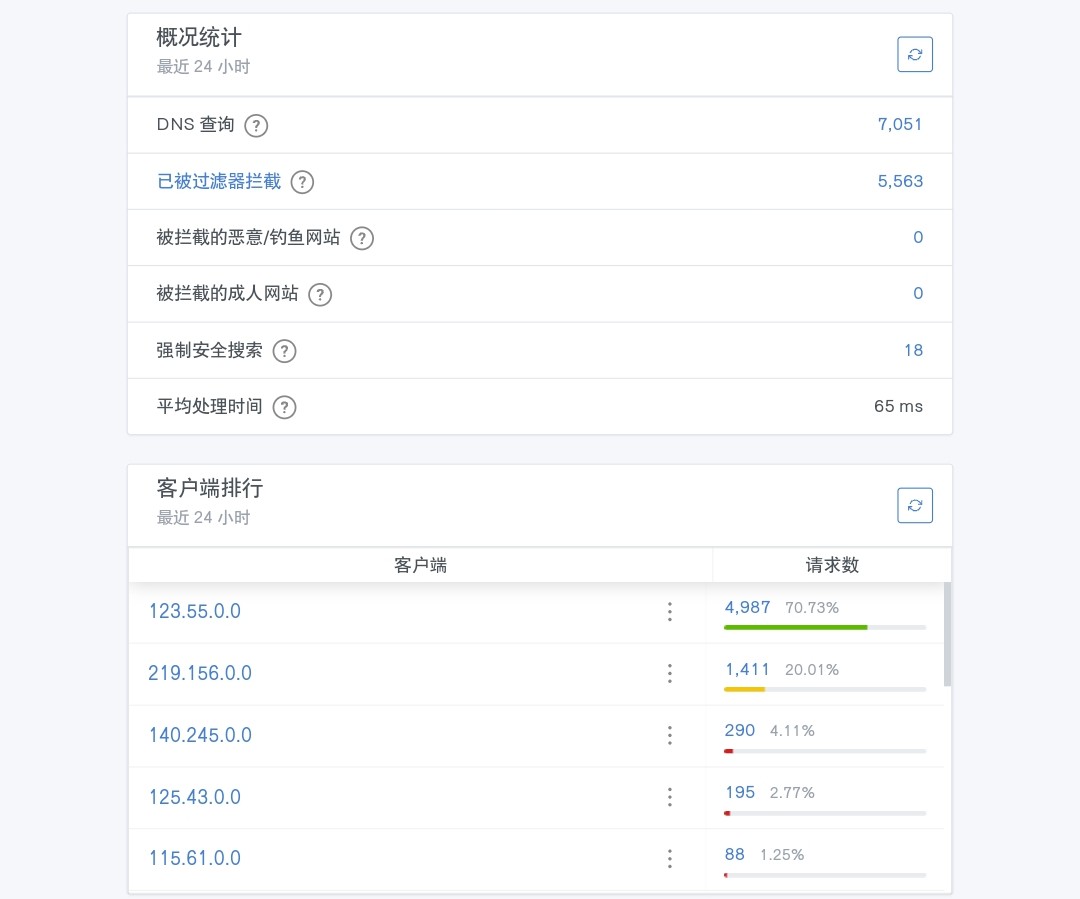 概况统计
最近 24 小时
DNS 查询 ?
7,051
已被过滤器拦截 ?
5,563
被拦截的恶意/钓鱼网站 ?
0
被拦截的成人网站 ?
0
强制安全搜索 ?
18
平均处理时间 ?
65 ms
客户端排行
最近 24 小时
客户端 请求数
123.55.0.0 4,987 70.73%
219.156.0.0 1,411 20.01%
140.245.0.0 290 4.11%
125.43.0.0 195 2.77%
115.61.0.0 88 1.25%